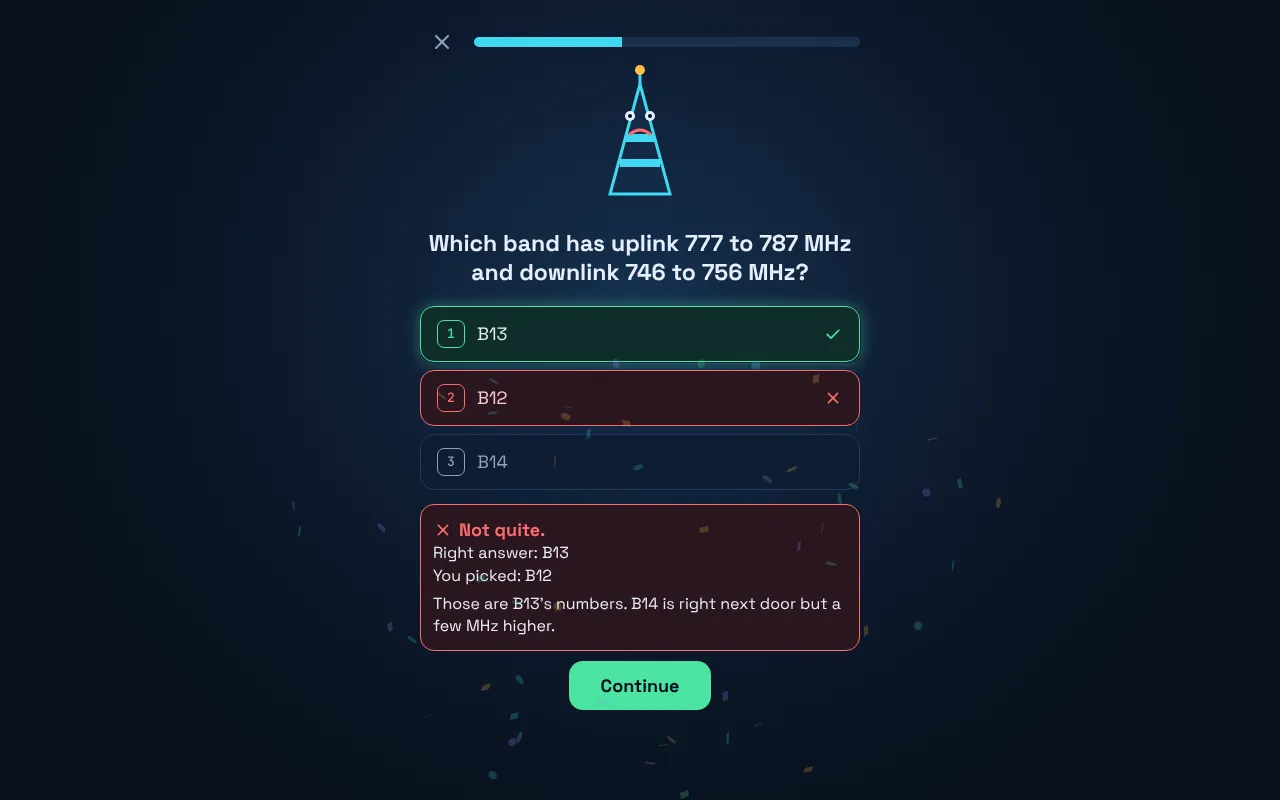 Which band has uplink 777 to 787 MHz
and downlink 746 to 756 MHz?
1 B13
2 B12
3 B14
Not quite.
Right answer: B13
You picked: B12
Those are B13’s numbers. B14 is right next door but a
few MHz higher.
Continue